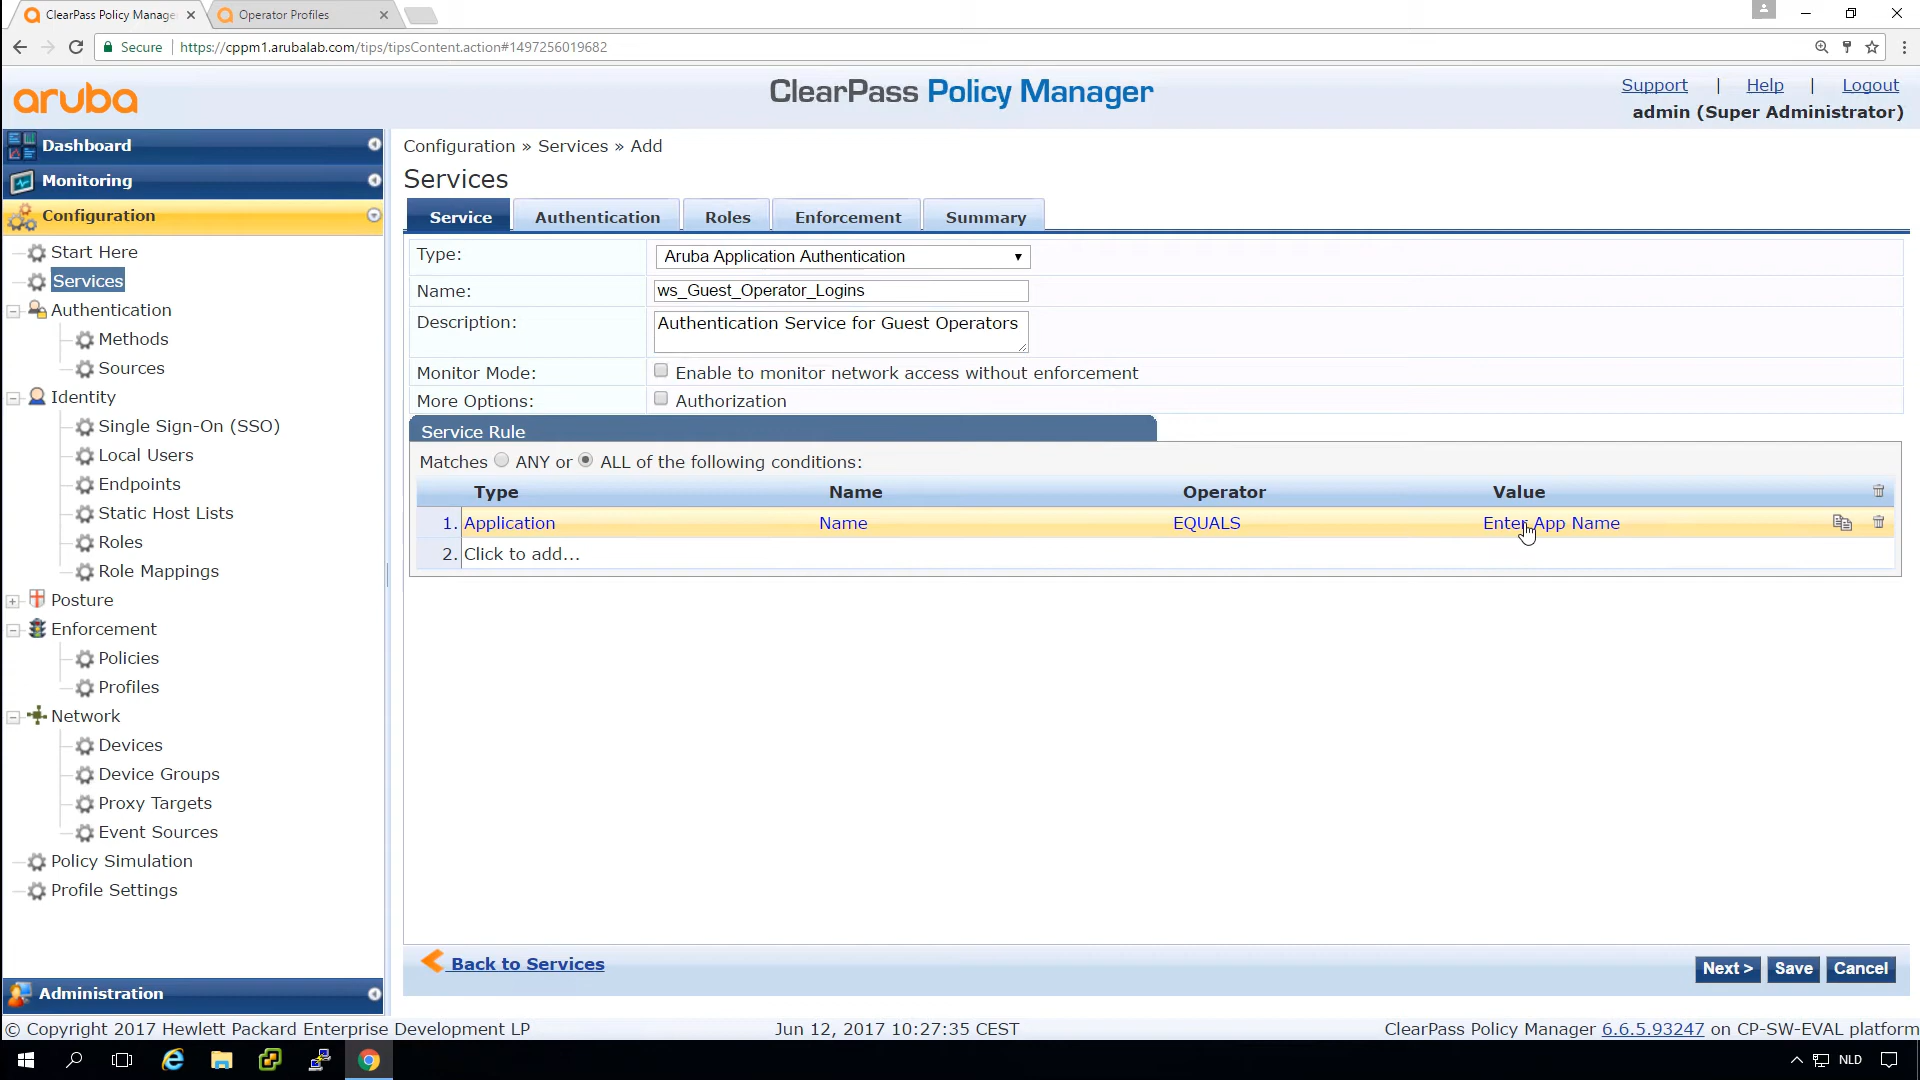 ClearPass Policy Manage
Operator Profiles
Secure https://cppm1.arubalab.com/tips/tipsContent.action#1497256019682
aruba
ClearPass Policy Manager
Support | Help | Logout
admin (Super Administrator)
Dashboard
Monitoring
Configuration
Start Here
Services
Authentication
Methods
Sources
Identity
Single Sign-On (SSO)
Local Users
Endpoints
Static Host Lists
Roles
Role Mappings
Posture
Enforcement
Policies
Profiles
Network
Devices
Device Groups
Proxy Targets
Event Sources
Policy Simulation
Profile Settings
Administration
Configuration » Services » Add
Services
Service Authentication Roles Enforcement Summary
Type: Aruba Application Authentication
Name: ws_Guest_Operator_Logins
Description: Authentication Service for Guest Operators
Monitor Mode: Enable to monitor network access without enforcement
More Options: Authorization
Service Rule
Matches ANY or ALL of the following conditions:
Type Name Operator Value
1. Application Name EQUALS Enter App Name
2. Click to add...
Back to Services
Next > Save Cancel
© Copyright 2017 Hewlett Packard Enterprise Development LP Jun 12, 2017 10:27:35 CEST ClearPass Policy Manager 6.6.5.93247 on CP-SW-EVAL platform
NLD